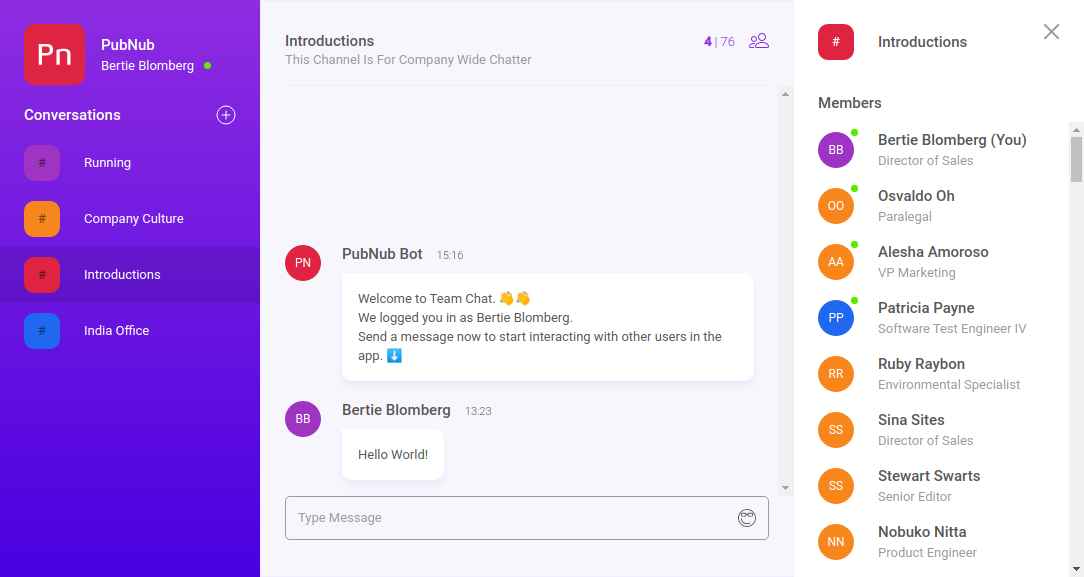 Pn
PubNub
Bertie Blomberg
Conversations
# Running
# Company Culture
# Introductions
# India Office
Introductions
This Channel Is For Company Wide Chatter
4 | 76
PN
PubNub Bot 15:16
Welcome to Team Chat. 👋👋
We logged you in as Bertie Blomberg.
Send a message now to start interacting with other users in the
app. ⬇️
BB
Bertie Blomberg 13:23
Hello World!
Type Message
# Introductions
Members
BB
Bertie Blomberg (You)
Director of Sales
OO
Osvaldo Oh
Paralegal
AA
Alesha Amoroso
VP Marketing
PP
Patricia Payne
Software Test Engineer IV
RR
Ruby Raybon
Environmental Specialist
SS
Sina Sites
Director of Sales
SS
Stewart Swarts
Senior Editor
NN
Nobuko Nitta
Product Engineer